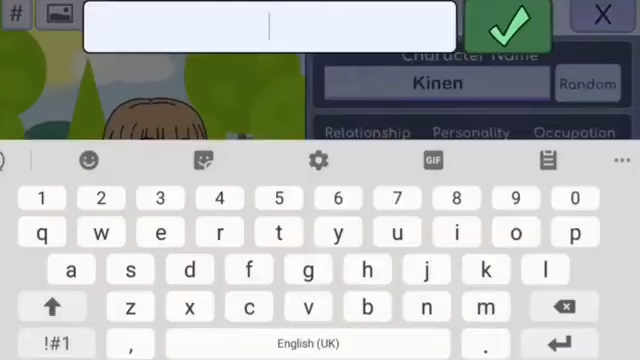 #
X
Character Name
Kinen
Random
Relationship Personality Occupation
GIF
1 2 3 4 5 6 7 8 9 0
q w e r t y u i o p
a s d f g h j k l
z x c v b n m
!#1 , English (UK) .